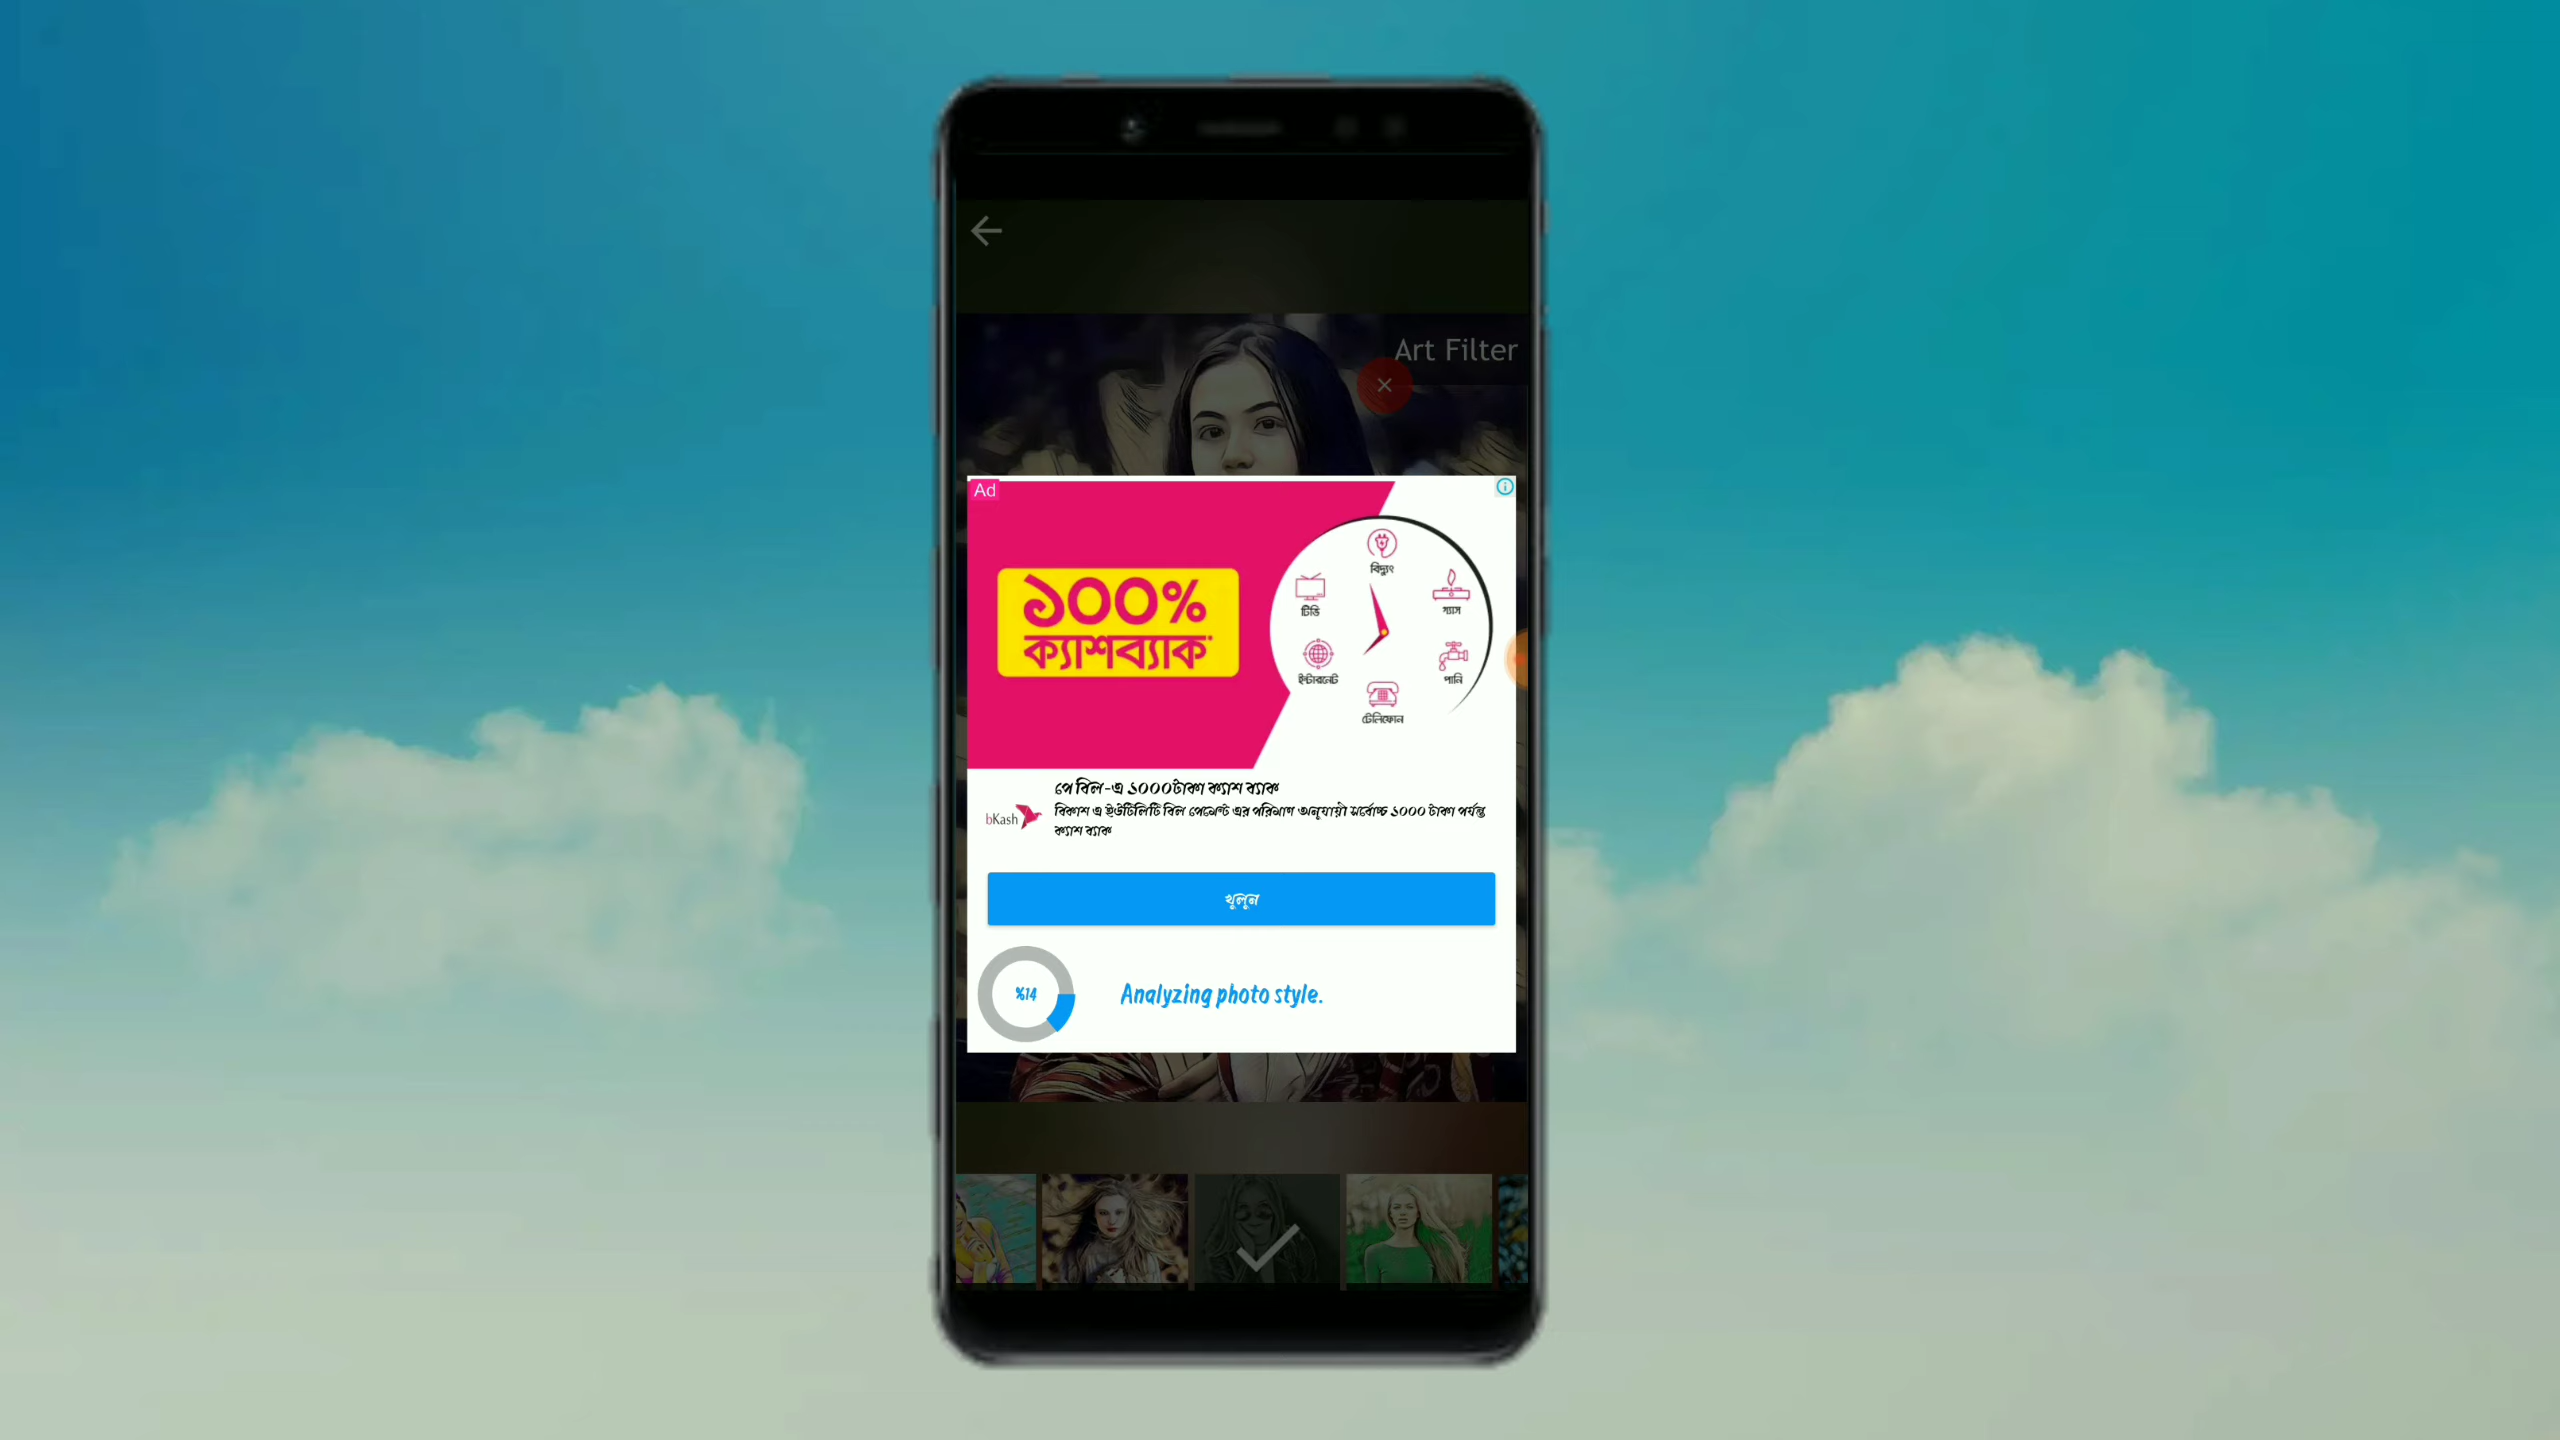 Art Filter
Ad
১০০%
ক্যাশব্যাক*
বিদ্যুৎ
টিভি
গ্যাস
ইন্টারনেট
পানি
টেলিফোন
পে বিল-এ ১০০০টাকা ক্যাশ ব্যাক
bKash
বিকাশ এ ইউটিলিটি বিল পেমেন্ট এর পরিমাণ অনুযায়ী সর্বোচ্চ ১০০০ টাকা পর্যন্ত
ক্যাশ ব্যাক
খুলুন
%14
Analyzing photo style.